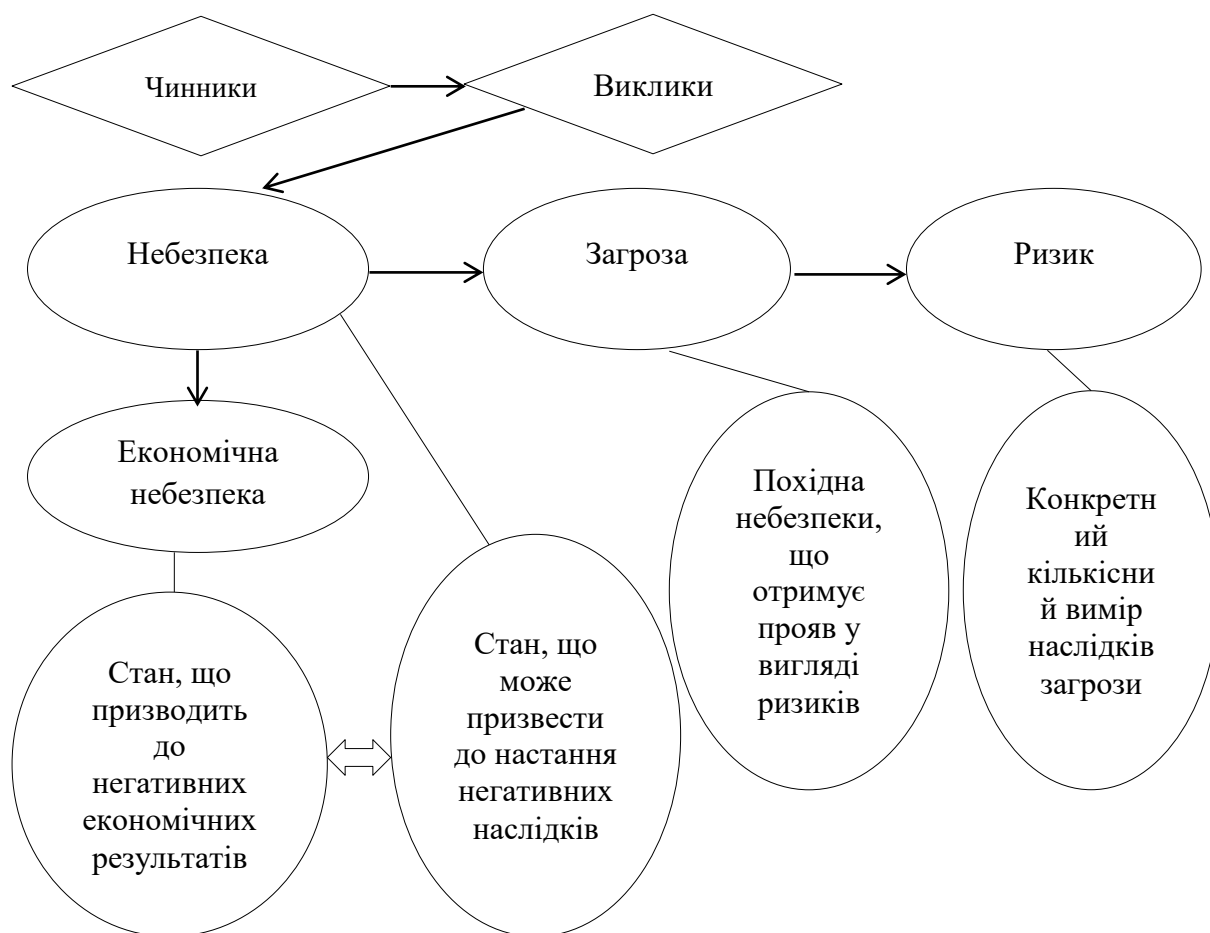 Чинники
Виклики
Небезпека
Загроза
Ризик
Економічна
небезпека
Стан, що
призводить
до
негативних
економічних
результатів
Стан, що
може
призвести
до настання
негативних
наслідків
Похідна
небезпеки,
що
отримує
прояв у
вигляді
ризиків
Конкретн
ий
кількісни
й вимір
наслідків
загрози